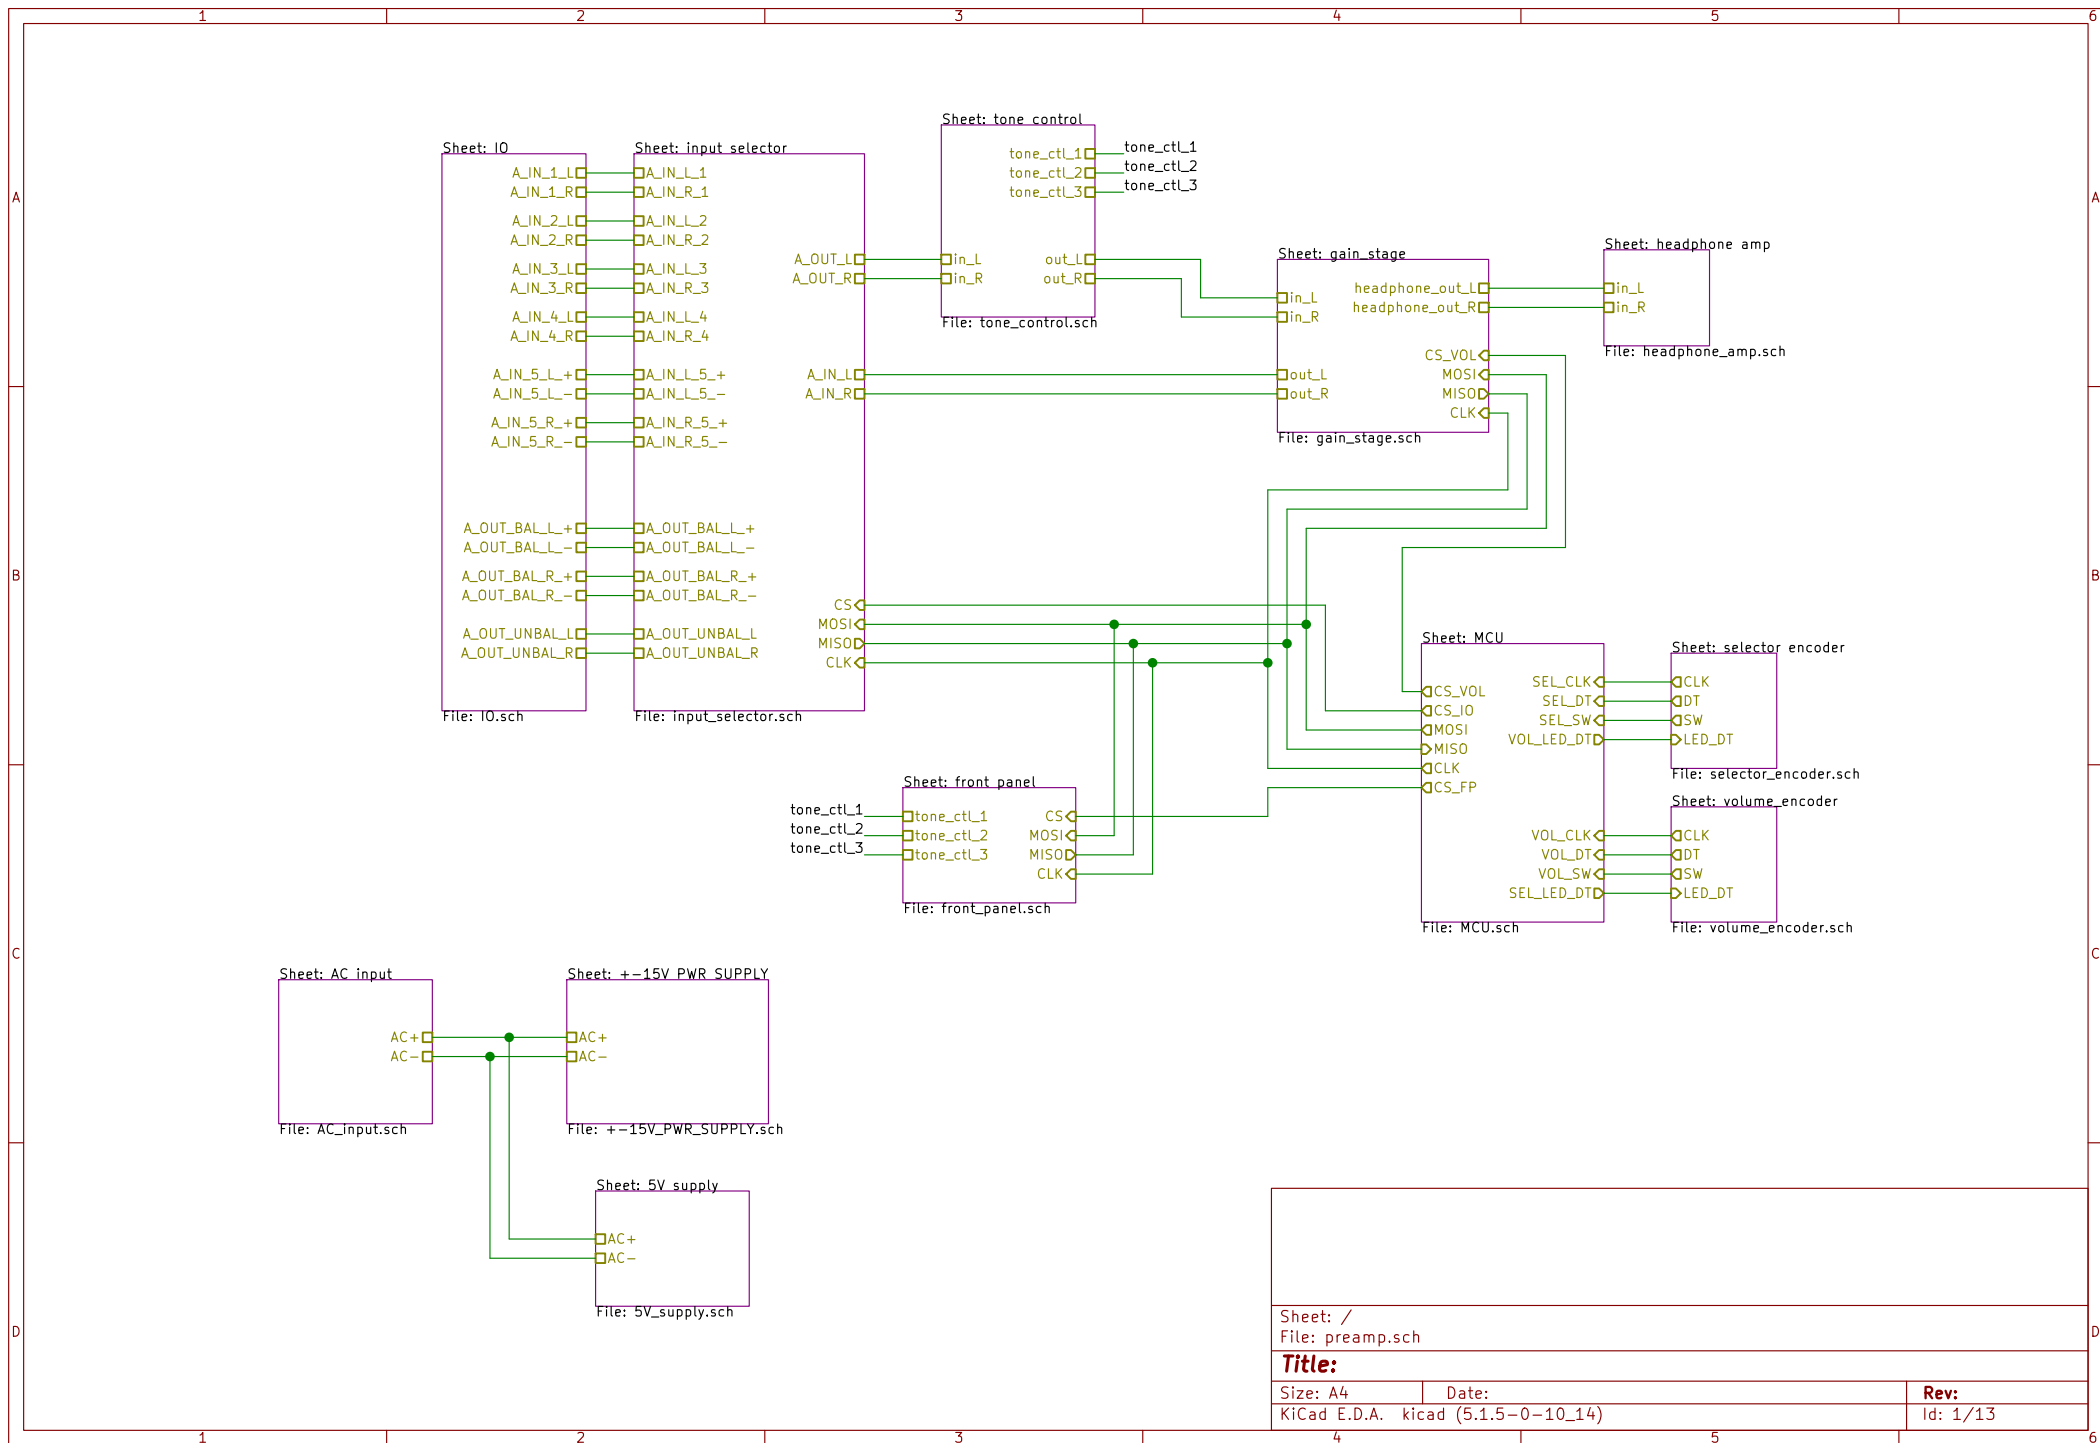 1 2 3 4 5 6
A
B
C
D
A
B
C
D
1 2 3 4 5 6
Sheet: IO
A_IN_1_L
A_IN_1_R
A_IN_2_L
A_IN_2_R
A_IN_3_L
A_IN_3_R
A_IN_4_L
A_IN_4_R
A_IN_5_L_+
A_IN_5_L_-
A_IN_5_R_+
A_IN_5_R_-
A_OUT_BAL_L_+
A_OUT_BAL_L_-
A_OUT_BAL_R_+
A_OUT_BAL_R_-
A_OUT_UNBAL_L
A_OUT_UNBAL_R
File: IO.sch
Sheet: input selector
A_IN_L_1
A_IN_R_1
A_IN_L_2
A_IN_R_2
A_IN_L_3
A_IN_R_3
A_IN_L_4
A_IN_R_4
A_IN_L_5_+
A_IN_L_5_-
A_IN_R_5_+
A_IN_R_5_-
A_OUT_BAL_L_+
A_OUT_BAL_L_-
A_OUT_BAL_R_+
A_OUT_BAL_R_-
A_OUT_UNBAL_L
A_OUT_UNBAL_R
A_OUT_L
A_OUT_R
A_IN_L
A_IN_R
CS
MOSI
MISO
CLK
File: input_selector.sch
Sheet: tone control
tone_ctl_1
tone_ctl_2
tone_ctl_3
in_L
in_R
out_L
out_R
File: tone_control.sch
tone_ctl_1
tone_ctl_2
tone_ctl_3
Sheet: gain_stage
in_L
in_R
out_L
out_R
headphone_out_L
headphone_out_R
CS_VOL
MOSI
MISO
CLK
File: gain_stage.sch
Sheet: headphone amp
in_L
in_R
File: headphone_amp.sch
Sheet: MCU
CS_VOL
CS_IO
MOSI
MISO
CLK
CS_FP
SEL_CLK
SEL_DT
SEL_SW
VOL_LED_DT
VOL_CLK
VOL_DT
VOL_SW
SEL_LED_DT
File: MCU.sch
Sheet: selector encoder
CLK
DT
SW
LED_DT
File: selector_encoder.sch
Sheet: volume_encoder
CLK
DT
SW
LED_DT
File: volume_encoder.sch
Sheet: front panel
tone_ctl_1
tone_ctl_2
tone_ctl_3
tone_ctl_1
tone_ctl_2
tone_ctl_3
CS
MOSI
MISO
CLK
File: front_panel.sch
Sheet: AC input
AC+
AC-
File: AC_input.sch
Sheet: +-15V PWR SUPPLY
AC+
AC-
File: +-15V_PWR_SUPPLY.sch
Sheet: 5V supply
AC+
AC-
File: 5V_supply.sch
Sheet: /
File: preamp.sch
Title:
Size: A4 Date: Rev:
KiCad E.D.A. kicad (5.1.5-0-10_14) Id: 1/13